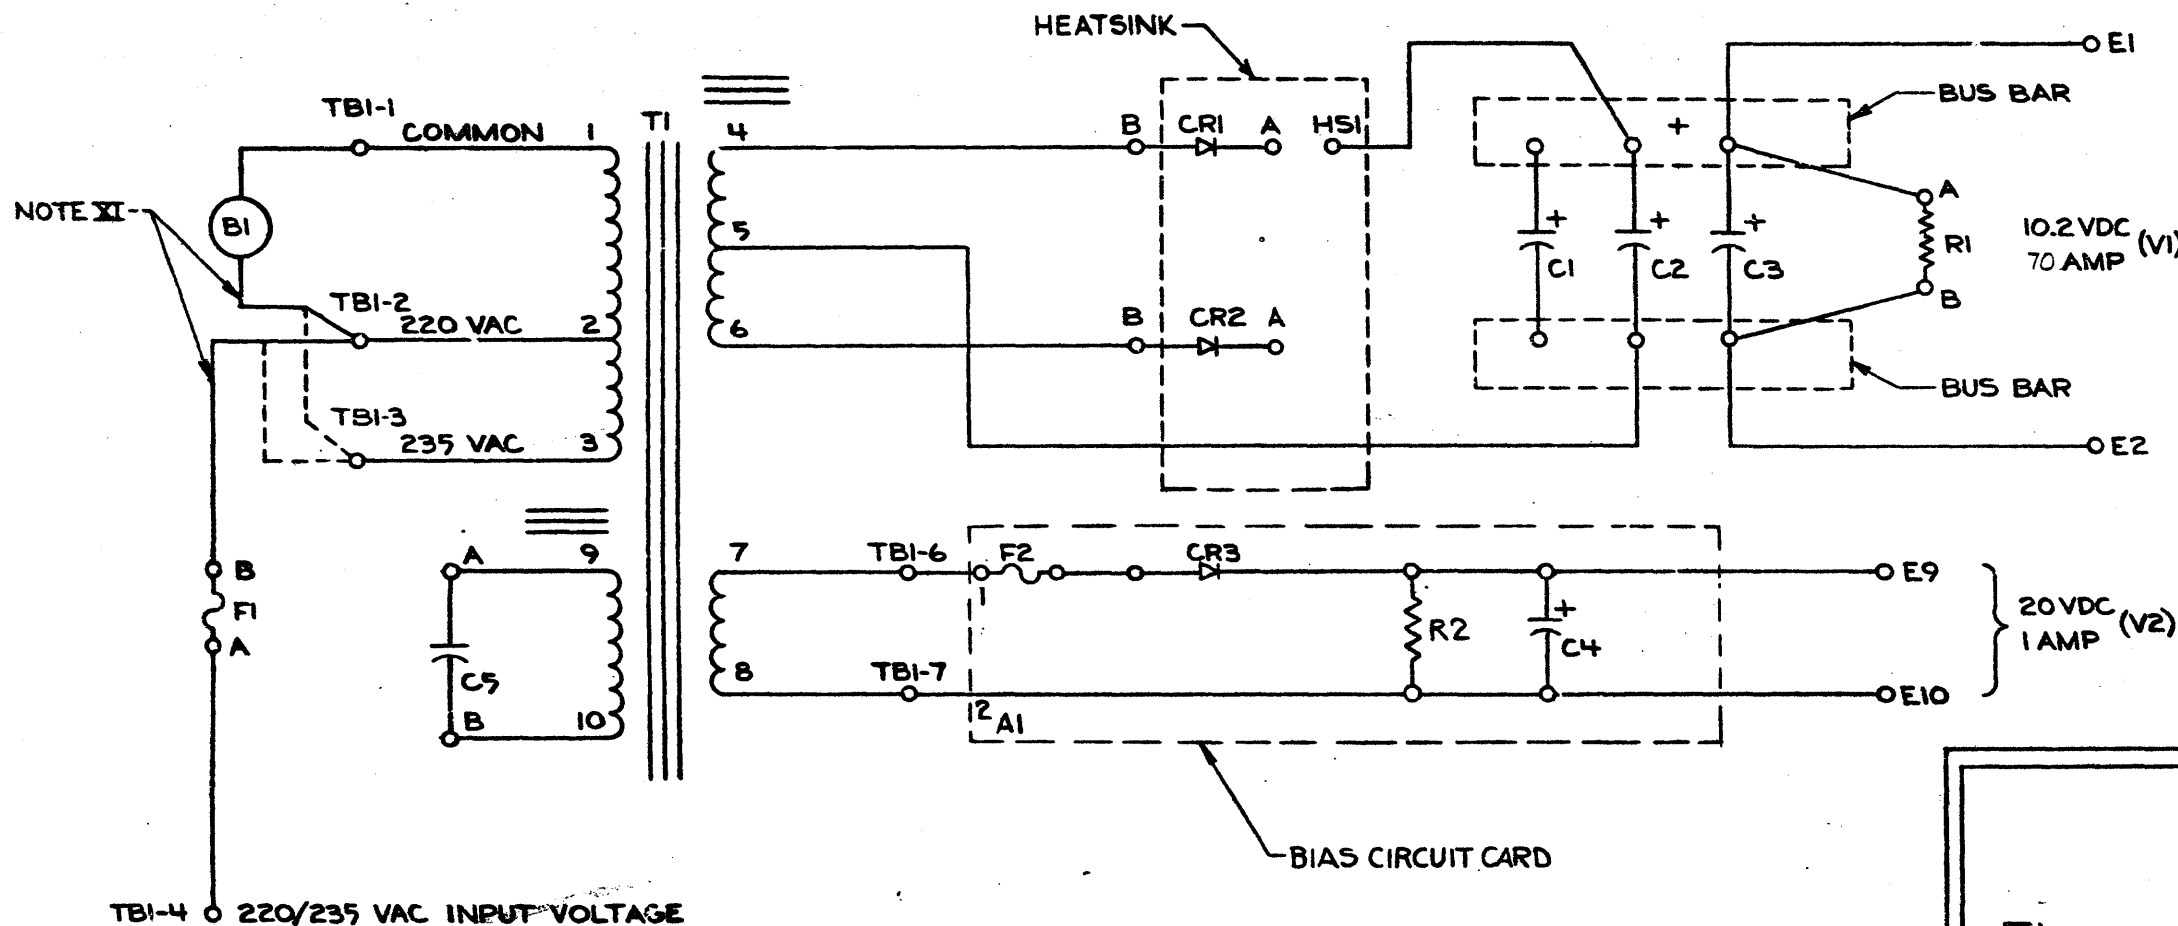 HEATSINK
E1
BUS BAR
TB1-1
COMMON 1
T1
4
B CR1 A HS1
+
NOTE XI
B1
5
+ + +
C1 C2 C3
A
R1
B
10.2 VDC (V1)
70 AMP
TB1-2
220 VAC 2
6
B CR2 A
BUS BAR
TB1-3
235 VAC 3
E2
A 9
7
TB1-6
F2
1
CR3
E9
B
F1
A
C5
R2
+
C4
20 VDC (V2)
1 AMP
8
TB1-7
B 10
2 A1
E10
BIAS CIRCUIT CARD
TB1-4 220/235 VAC INPUT VOLTAGE